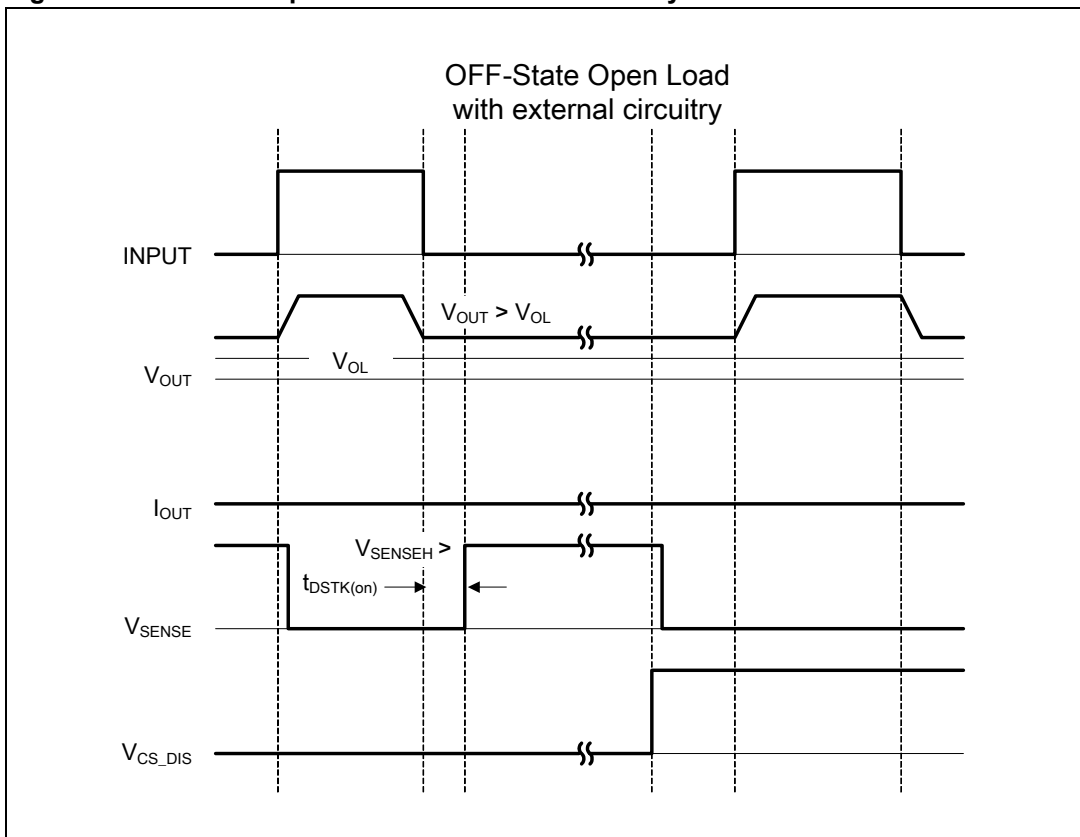 OFF-State Open Load
with external circuitry
INPUT
V_OUT > V_OL
V_OL
V_OUT
I_OUT
V_SENSEH >
t_DSTK(on)
V_SENSE
V_CS_DIS